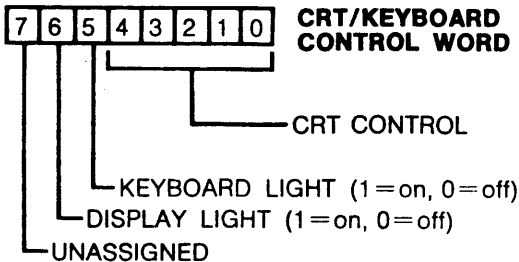 7 6 5 4 3 2 1 0
CRT/KEYBOARD
CONTROL WORD
CRT CONTROL
KEYBOARD LIGHT (1=on, 0=off)
DISPLAY LIGHT (1=on, 0=off)
UNASSIGNED